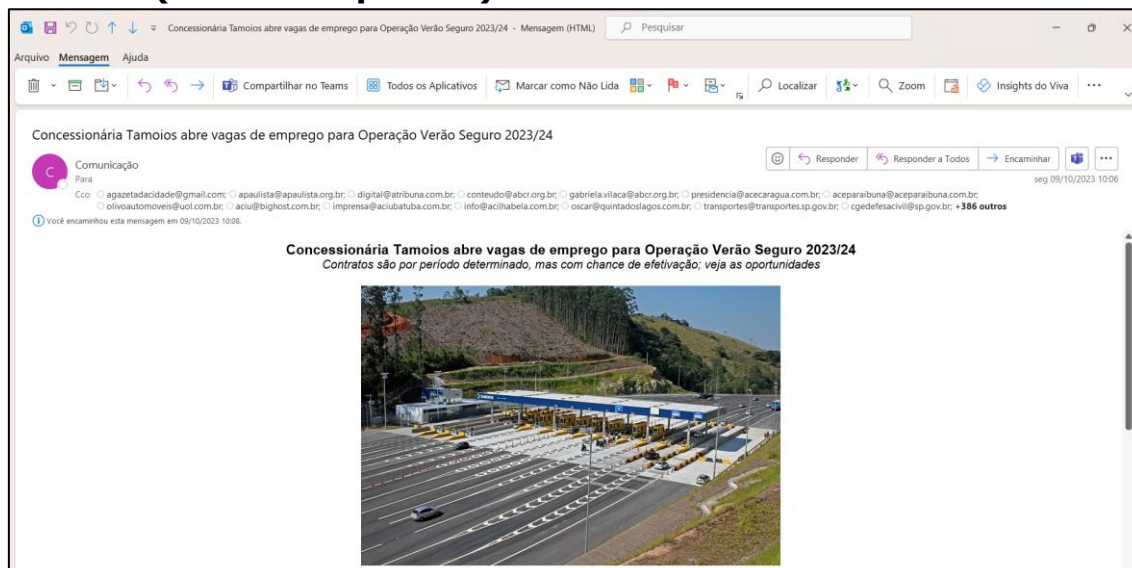 Concessionária Tamoios abre vagas de emprego para Operação Verão Seguro 2023/24 - Mensagem (HTML)
Pesquisar
Arquivo Mensagem Ajuda
Compartilhar no Teams Todos os Aplicativos Marcar como Não Lida Localizar Zoom Insights do Viva ...
Concessionária Tamoios abre vagas de emprego para Operação Verão Seguro 2023/24
C
Comunicação
Responder Responder a Todos Encaminhar ...
Para
seg 09/10/2023 10:06
Cco agazetadacidade@gmail.com; apaulista@apaulista.org.br; digital@atribuna.com.br; conteudo@abcr.org.br; gabriela.vilaca@abcr.org.br; presidencia@acecaragua.com.br; aceparaibuna@aceparaibuna.com.br;
olivoautomoveis@uol.com.br; aciu@bighost.com.br; imprensa@aciubatuba.com.br; info@acilhabela.com.br; oscar@quintadoslagos.com.br; transportes@transportes.sp.gov.br; cgedefesacivil@sp.gov.br; +386 outros
Você encaminhou esta mensagem em 09/10/2023 10:08.
Concessionária Tamoios abre vagas de emprego para Operação Verão Seguro 2023/24
Contratos são por período determinado, mas com chance de efetivação; veja as oportunidades